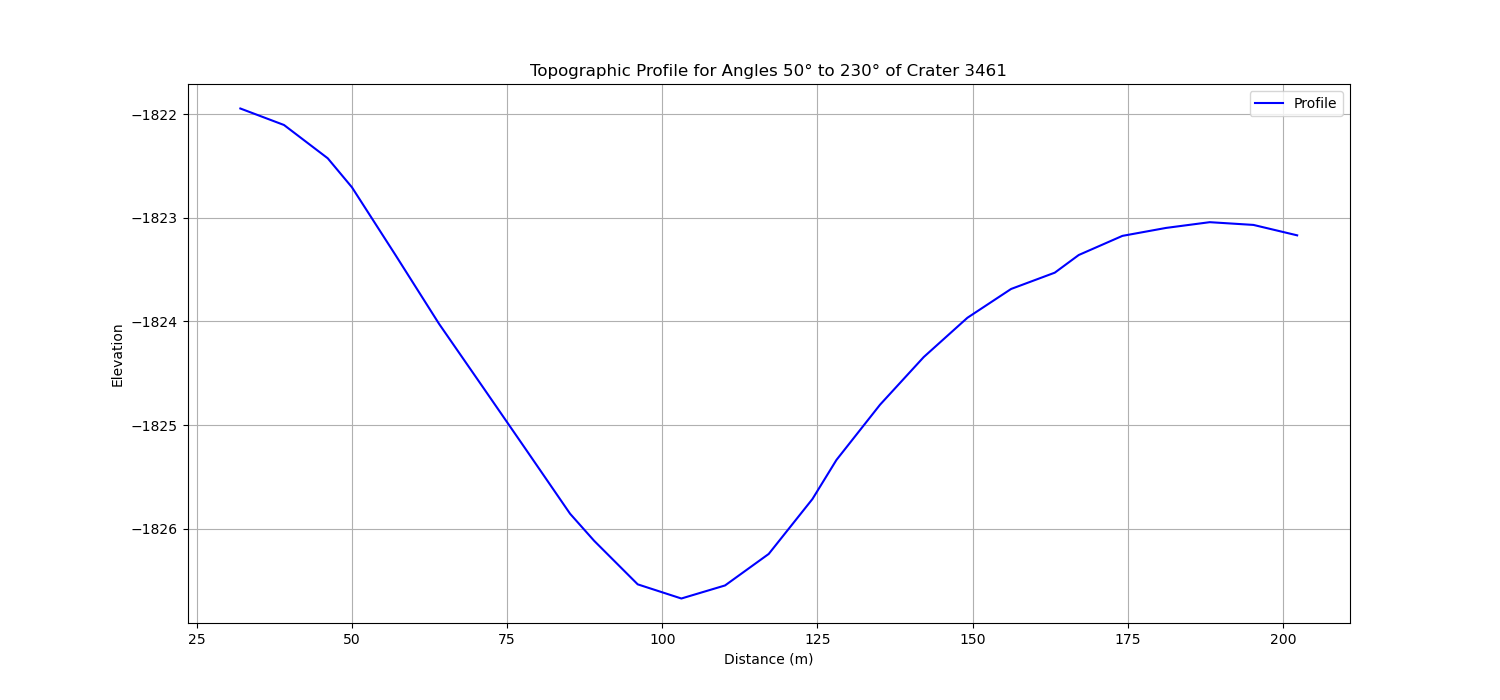 Topographic Profile for Angles 50° to 230° of Crater 3461
Profile
−1822
−1823
−1824
−1825
−1826
Elevation
25 50 75 100 125 150 175 200
Distance (m)